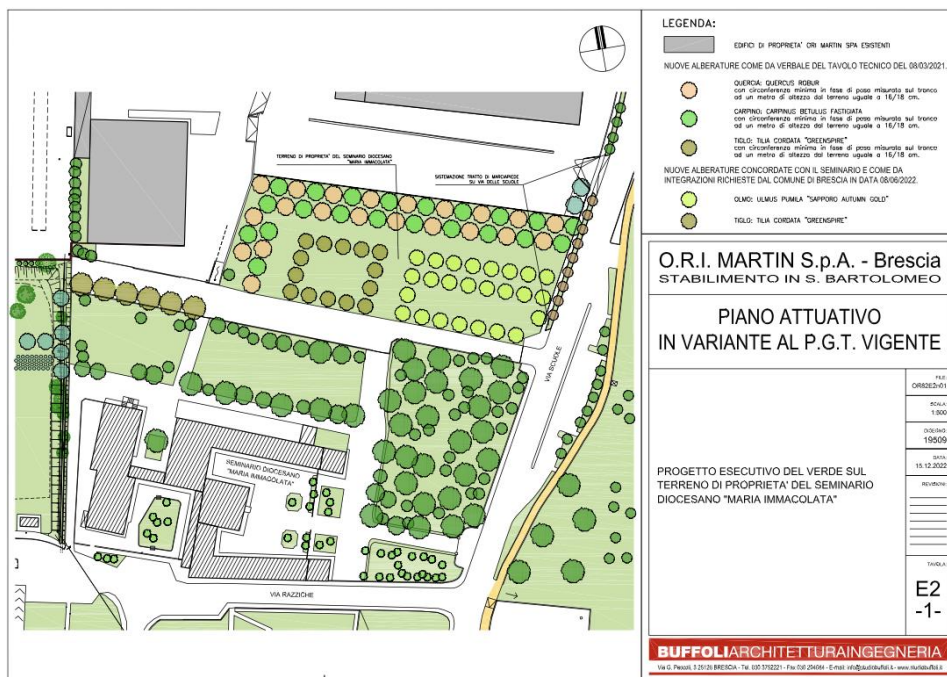 LEGENDA:
EDIFICI DI PROPRIETA' ORI MARTIN SPA ESISTENTI
NUOVE ALBERATURE COME DA VERBALE DEL TAVOLO TECNICO DEL 08/03/2021.
QUERCIA: QUERCUS ROBUR
con circonferenza minima in fase di posa misurata sul tronco
ad un metro di altezza dal terreno uguale a 16/18 cm.
CARPINO: CARPINUS BETULUS FASTIGIATA
con circonferenza minima in fase di posa misurata sul tronco
ad un metro di altezza dal terreno uguale a 16/18 cm.
TIGLIO: TILIA CORDATA "GREENSPIRE"
con circonferenza minima in fase di posa misurata sul tronco
ad un metro di altezza dal terreno uguale a 16/18 cm.
NUOVE ALBERATURE CONCORDATE CON IL SEMINARIO E COME DA
INTEGRAZIONI RICHIESTE DAL COMUNE DI BRESCIA IN DATA 08/06/2022.
OLMO: ULMUS PUMILA "SAPPORO AUTUMN GOLD"
TIGLIO: TILIA CORDATA "GREENSPIRE"
TERRENO DI PROPRIETA' DEL SEMINARIO DIOCESANO
"MARIA IMMACOLATA"
SISTEMAZIONE TRATTO DI MARCIAPIEDE
SU VIA DELLE SCUOLE
VIA SCUOLE
SEMINARIO DIOCESANO
"MARIA IMMACOLATA"
VIA RAZZICHE
O.R.I. MARTIN S.p.A. - Brescia
STABILIMENTO IN S. BARTOLOMEO
PIANO ATTUATIVO
IN VARIANTE AL P.G.T. VIGENTE
PROGETTO ESECUTIVO DEL VERDE SUL
TERRENO DI PROPRIETA' DEL SEMINARIO
DIOCESANO "MARIA IMMACOLATA"
FILE:
SCALA:
1:500
DISEGNO:
19509
DATA:
15.12.2022
REVISIONI:
TAVOLA:
E2
-1-
BUFFOLIARCHITETTURAINGEGNERIA